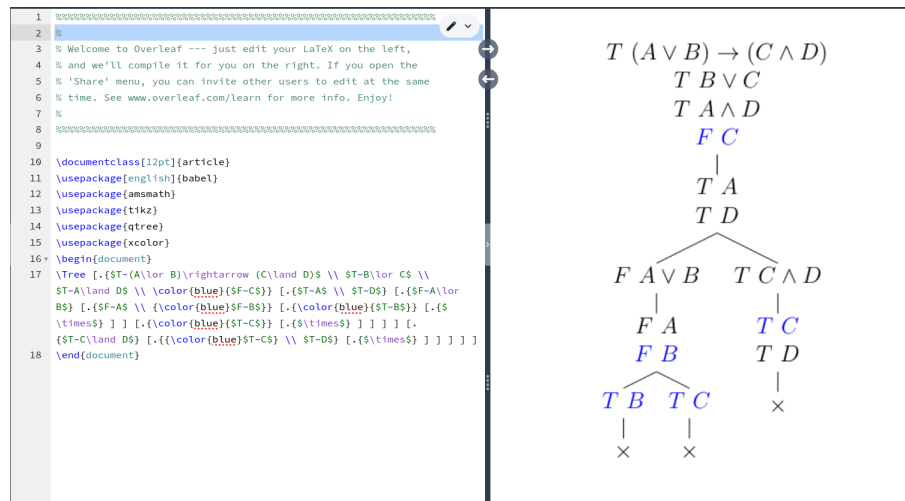 1 %%%%%%%%%%%%%%%%%%%%%%%%%%%%%%%%%%%%%%%%%%%%%%%%%%%%%%%%%%%%%%%
2 %
3 % Welcome to Overleaf --- just edit your LaTeX on the left,
4 % and we'll compile it for you on the right. If you open the
5 % 'Share' menu, you can invite other users to edit at the same
6 % time. See www.overleaf.com/learn for more info. Enjoy!
7 %
8 %%%%%%%%%%%%%%%%%%%%%%%%%%%%%%%%%%%%%%%%%%%%%%%%%%%%%%%%%%%%%%%
9
10 \documentclass[12pt]{article}
11 \usepackage[english]{babel}
12 \usepackage{amsmath}
13 \usepackage{tikz}
14 \usepackage{qtree}
15 \usepackage{xcolor}
16 \begin{document}
17 \Tree [.{$T~(A\lor B)\rightarrow (C\land D)$ \\ $T~B\lor C$ \\
$T~A\land D$ \\ \color{blue}{$F~C$}} [.{$T~A$ \\ $T~D$} [.{$F~A\lor
B$} [.{$F~A$ \\ {\color{blue}$F~B$}} [.{\color{blue}{$T~B$}} [.{$
\times$} ] ] [.{\color{blue}{$T~C$}} [.{$\times$} ] ] ] ] [.
{$T~C\land D$} [.{{\color{blue}$T~C$} \\ $T~D$} [.{$\times$} ] ] ] ] ]
18 \end{document}
T (A ∨ B) → (C ∧ D)
T B ∨ C
T A ∧ D
F C
T A
T D
F A ∨ B T C ∧ D
F A T C
F B T D
T B T C ×
× ×